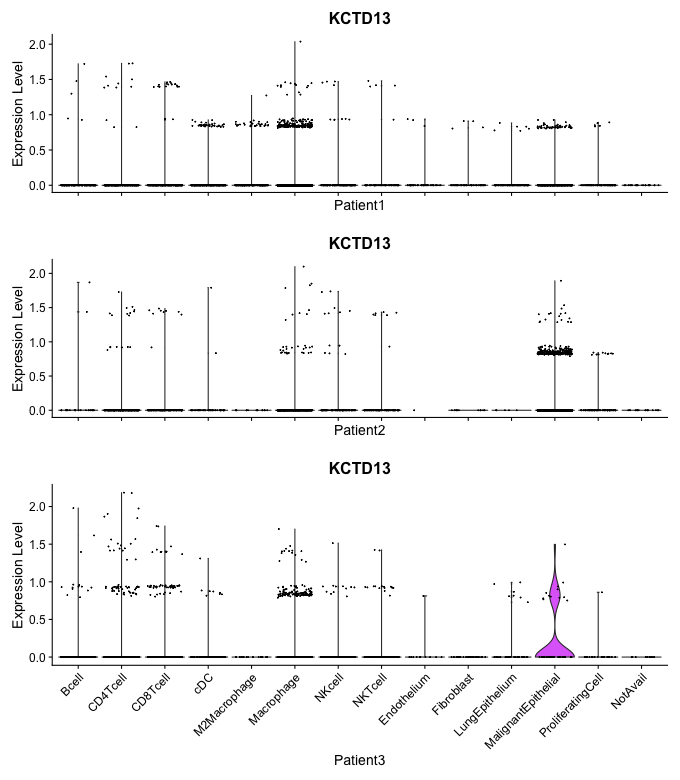 KCTD13
Expression Level
2.0
1.5
1.0
0.5
0.0
Patient1
KCTD13
Expression Level
2.0
1.5
1.0
0.5
0.0
Patient2
KCTD13
Expression Level
2.0
1.5
1.0
0.5
0.0
Bcell
CD4Tcell
CD8Tcell
cDC
M2Macrophage
Macrophage
NKcell
NKTcell
Endothelium
Fibroblast
LungEpithelium
MalignantEpithelial
ProliferatingCell
NotAvail
Patient3